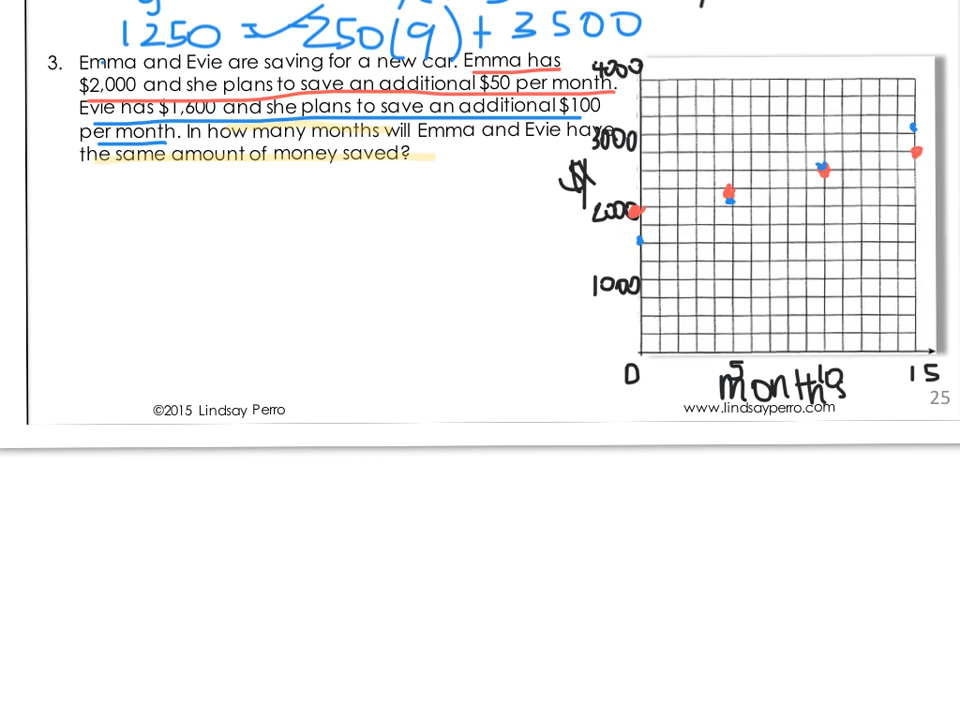 1250 = -250(9) + 3500
3. Emma and Evie are saving for a new car. Emma has
$2,000 and she plans to save an additional $50 per month.
Evie has $1,600 and she plans to save an additional $100
per month. In how many months will Emma and Evie have
the same amount of money saved?
4000
3000
$
2000
1000
0 5 10 15
months
©2015 Lindsay Perro
www.lindsayperro.com
25